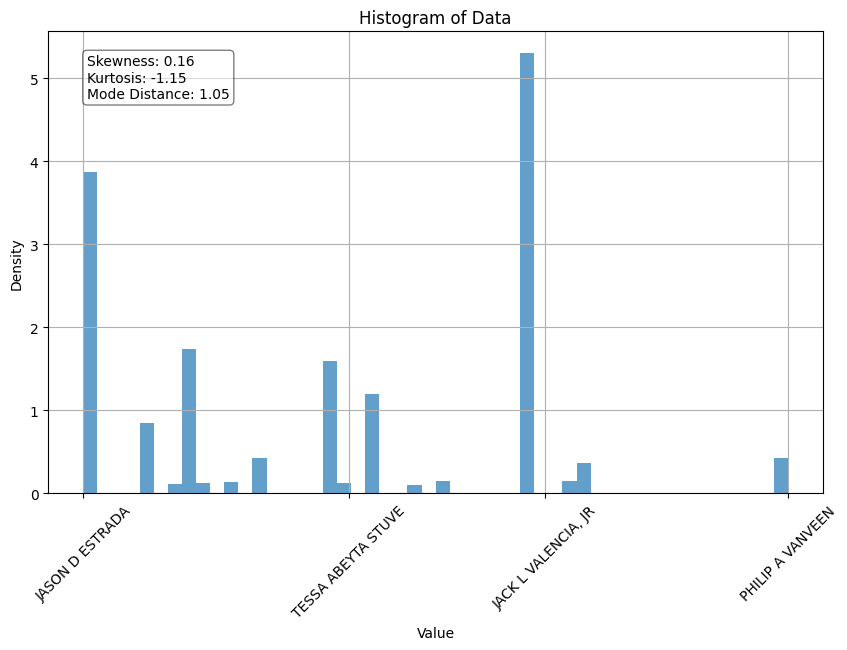 Histogram of Data
Skewness: 0.16
Kurtosis: -1.15
Mode Distance: 1.05
Density
5
4
3
2
1
0
JASON D ESTRADA
TESSA ABEYTA STUVE
JACK L VALENCIA, JR
PHILIP A VANVEEN
Value